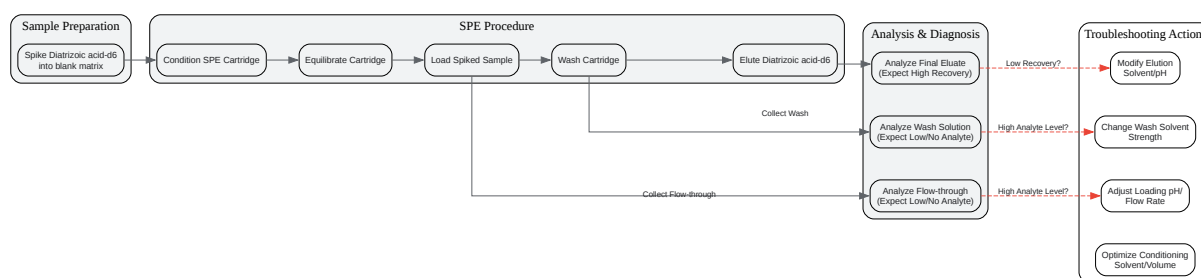 Sample Preparation
Spike Diatrizoic acid-d6
into blank matrix
SPE Procedure
Condition SPE Cartridge
Equilibrate Cartridge
Load Spiked Sample
Wash Cartridge
Elute Diatrizoic acid-d6
Collect Wash
Collect Flow-through
Analysis & Diagnosis
Analyze Final Eluate
(Expect High Recovery)
Analyze Wash Solution
(Expect Low/No Analyte)
Analyze Flow-through
(Expect Low/No Analyte)
Low Recovery?
High Analyte Level?
High Analyte Level?
Troubleshooting Action
Modify Elution
Solvent/pH
Change Wash Solvent
Strength
Adjust Loading pH/
Flow Rate
Optimize Conditioning
Solvent/Volume